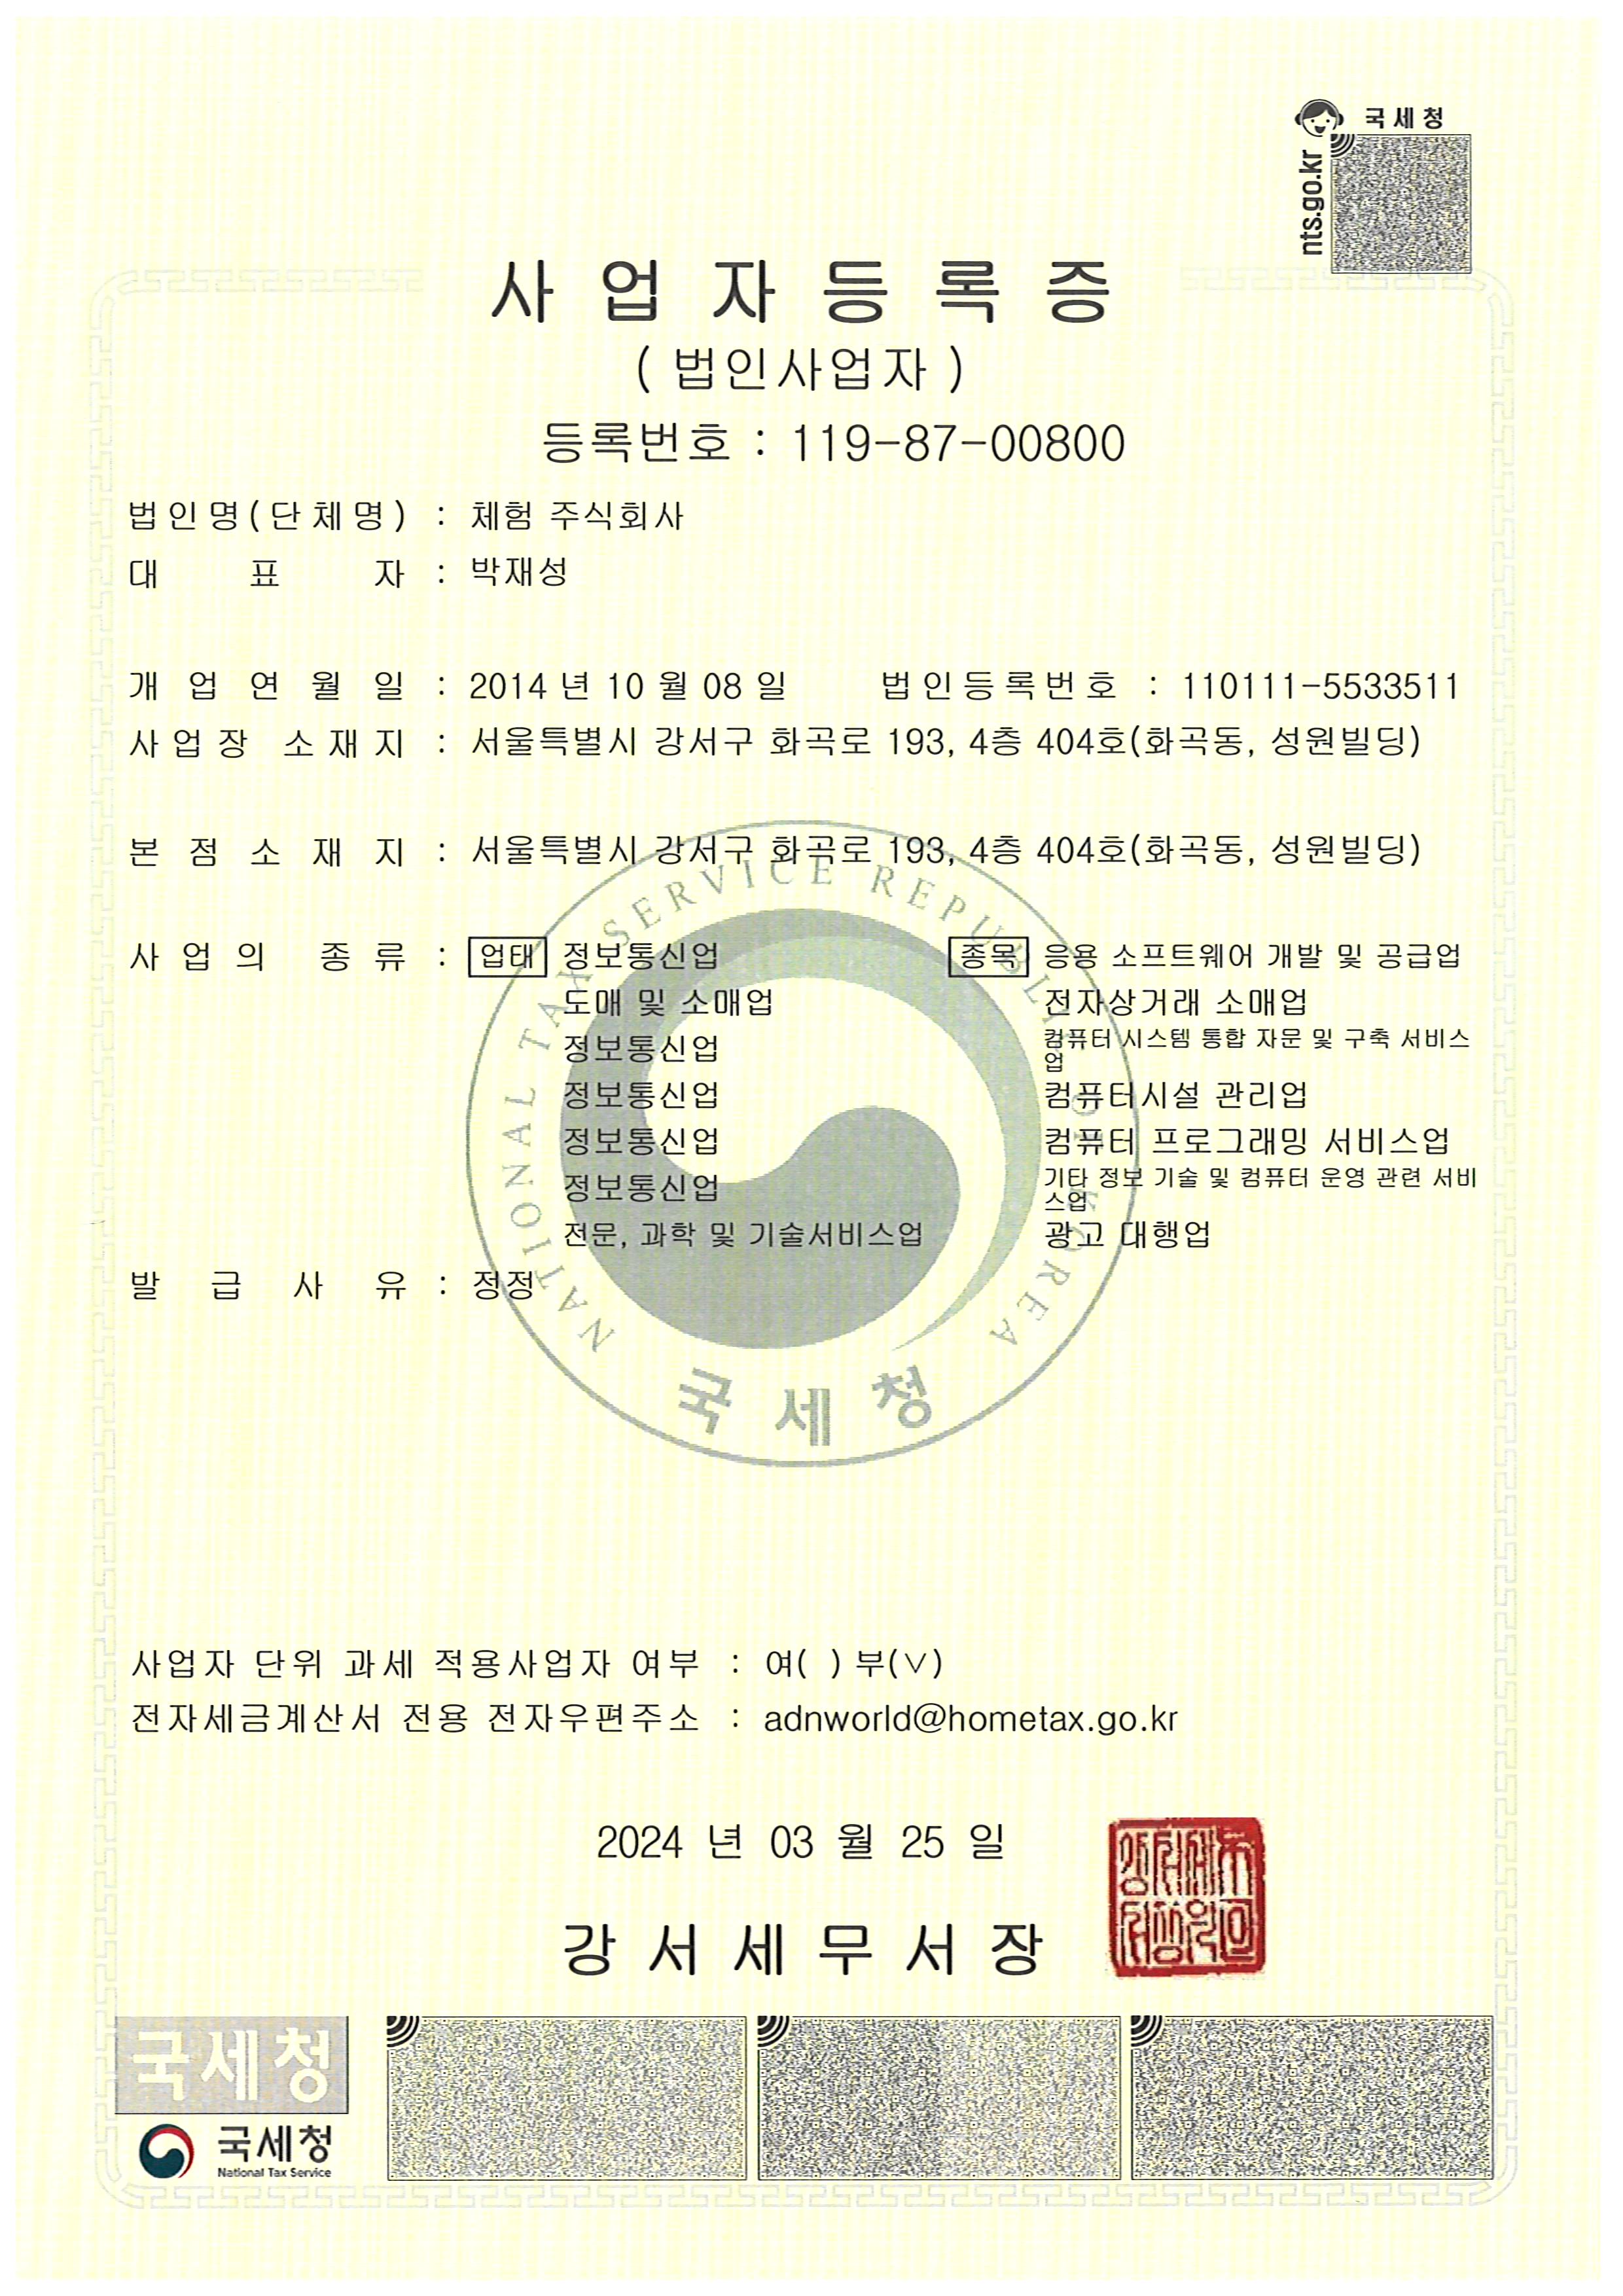 국세청
nts.go.kr
사업자등록증
( 법인사업자 )
등록번호 : 119-87-00800
법인명(단체명) : 체험 주식회사
대표자 : 박재성
개업연월일 : 2014 년 10 월 08 일 법인등록번호 : 110111-5533511
사업장 소재지 : 서울특별시 강서구 화곡로 193, 4층 404호(화곡동, 성원빌딩)
본점소재지 : 서울특별시 강서구 화곡로 193, 4층 404호(화곡동, 성원빌딩)
사업의 종류 : 업태 정보통신업 종목 응용 소프트웨어 개발 및 공급업
도매 및 소매업 전자상거래 소매업
정보통신업 컴퓨터 시스템 통합 자문 및 구축 서비스
업
정보통신업 컴퓨터시설 관리업
정보통신업 컴퓨터 프로그래밍 서비스업
정보통신업 기타 정보 기술 및 컴퓨터 운영 관련 서비
스업
전문, 과학 및 기술서비스업 광고 대행업
발급사유 : 정정
NATIONAL TAX SERVICE REPUBLIC OF KOREA
국세청
사업자 단위 과세 적용사업자 여부 : 여( ) 부(∨)
전자세금계산서 전용 전자우편주소 : adnworld@hometax.go.kr
2024 년 03 월 25 일
강서세무서장
국세청
국세청
National Tax Service